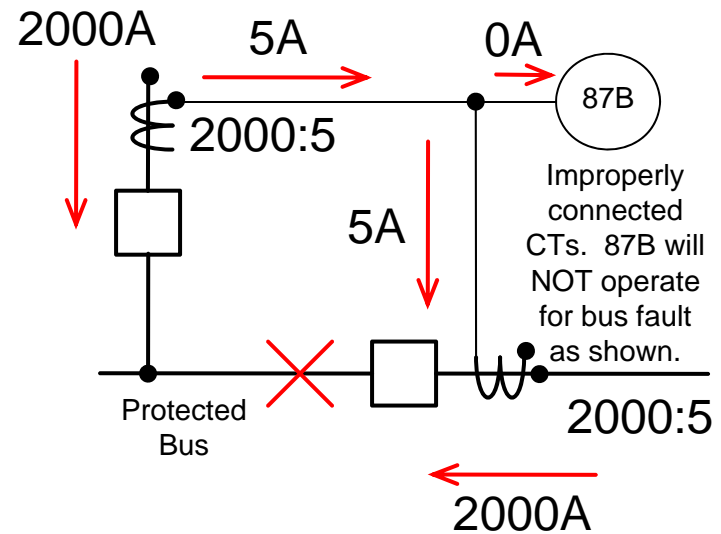 2000A
5A
0A
87B
2000:5
5A
Improperly
connected
CTs.  87B will
NOT operate
for bus fault
as shown.
Protected
Bus
2000:5
2000A